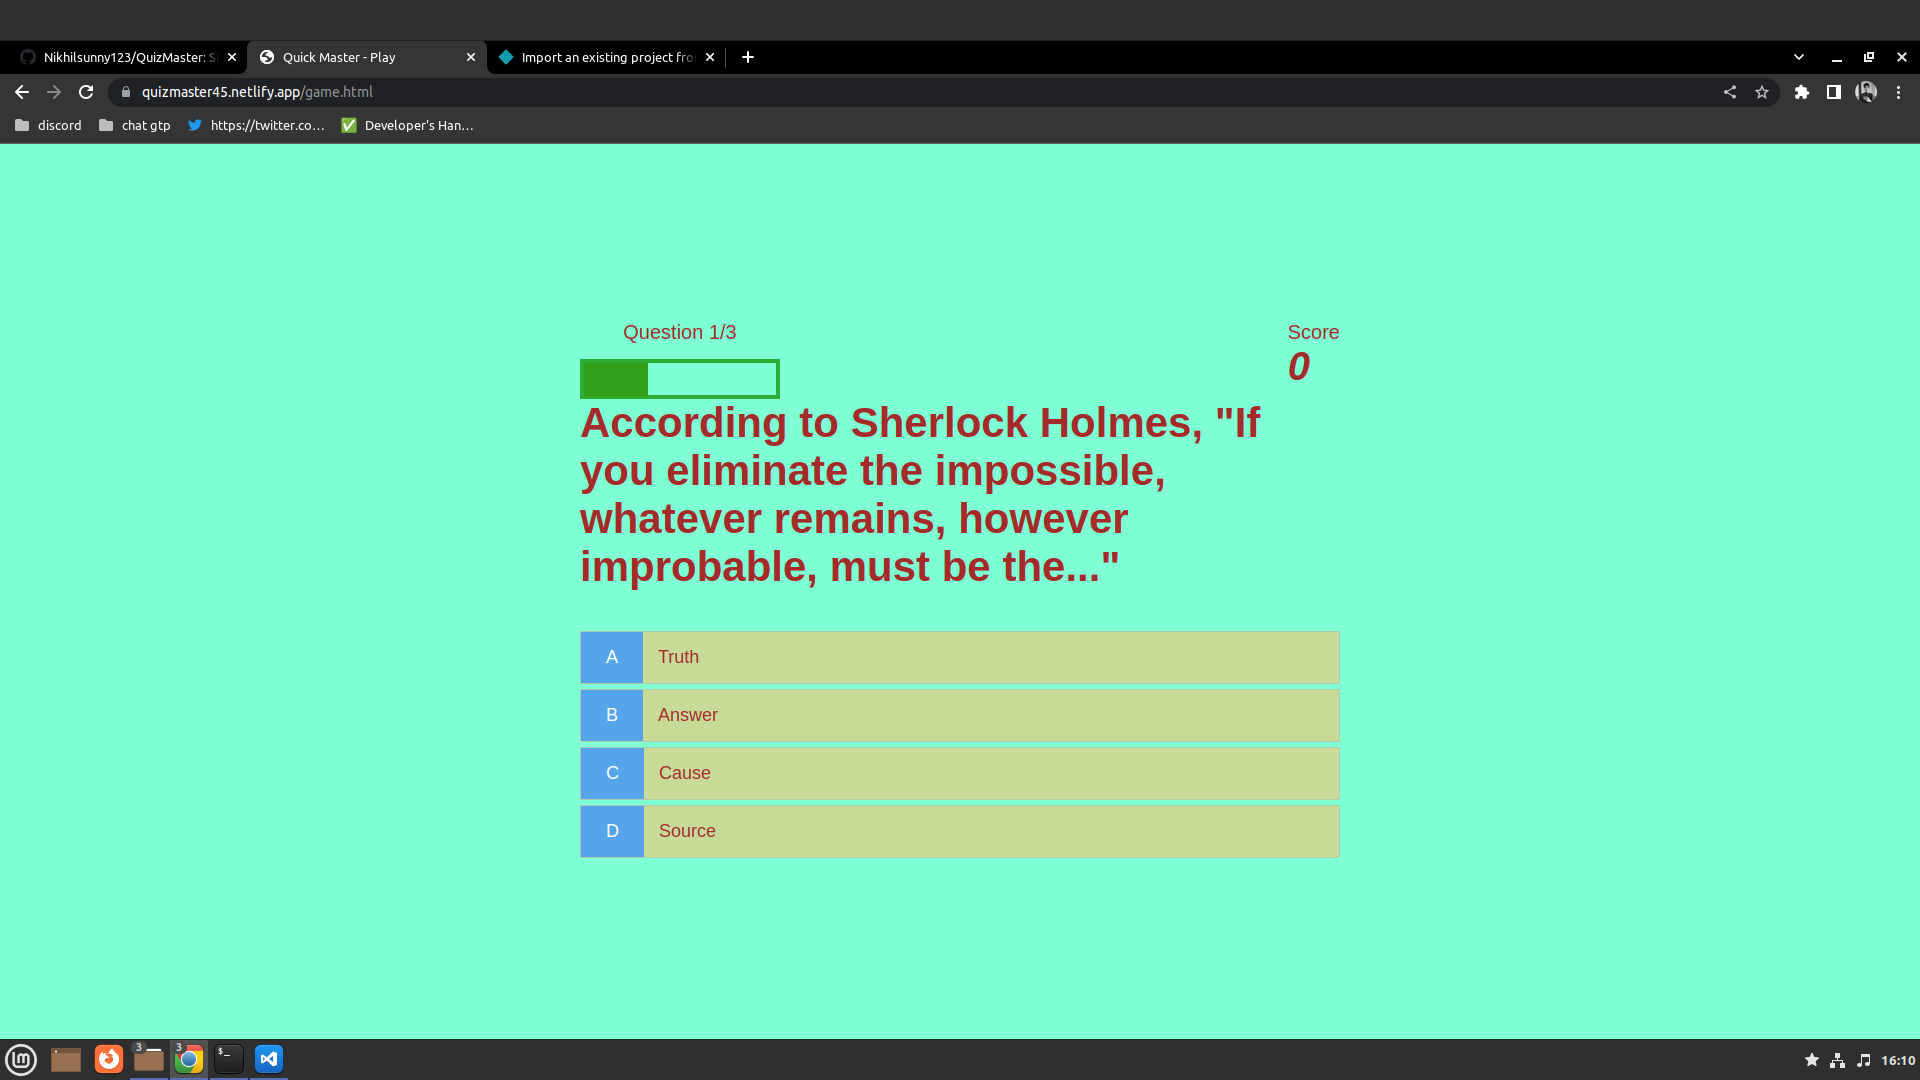 Nikhilsunny123/QuizMaster: S
Quick Master - Play
Import an existing project fro
quizmaster45.netlify.app/game.html
discord
chat gtp
https://twitter.co...
Developer's Han...
Question 1/3
Score
0
According to Sherlock Holmes, "If
you eliminate the impossible,
whatever remains, however
improbable, must be the..."
A Truth
B Answer
C Cause
D Source
3
3
$_
16:10